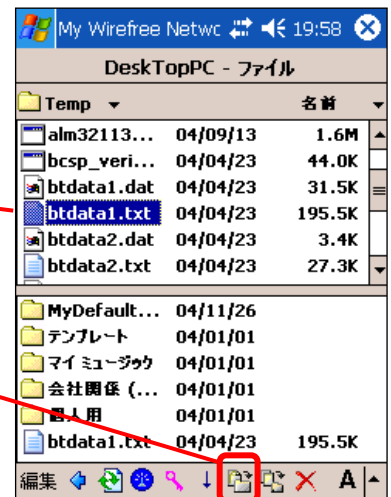 My Wirefree Netwc 19:58
DeskTopPC - ファイル
Temp 名前
alm32113... 04/09/13 1.6M
bcsp_veri... 04/04/23 44.0K
btdata1.dat 04/04/23 31.5K
btdata1.txt 04/04/23 195.5K
btdata2.dat 04/04/23 3.4K
btdata2.txt 04/04/23 27.3K
MyDefault... 04/11/26
テンプレート 04/01/01
マイ ミュージック 04/01/01
会社関係 (... 04/01/01
個人用 04/01/01
btdata1.txt 04/04/23 195.5K
編集 A